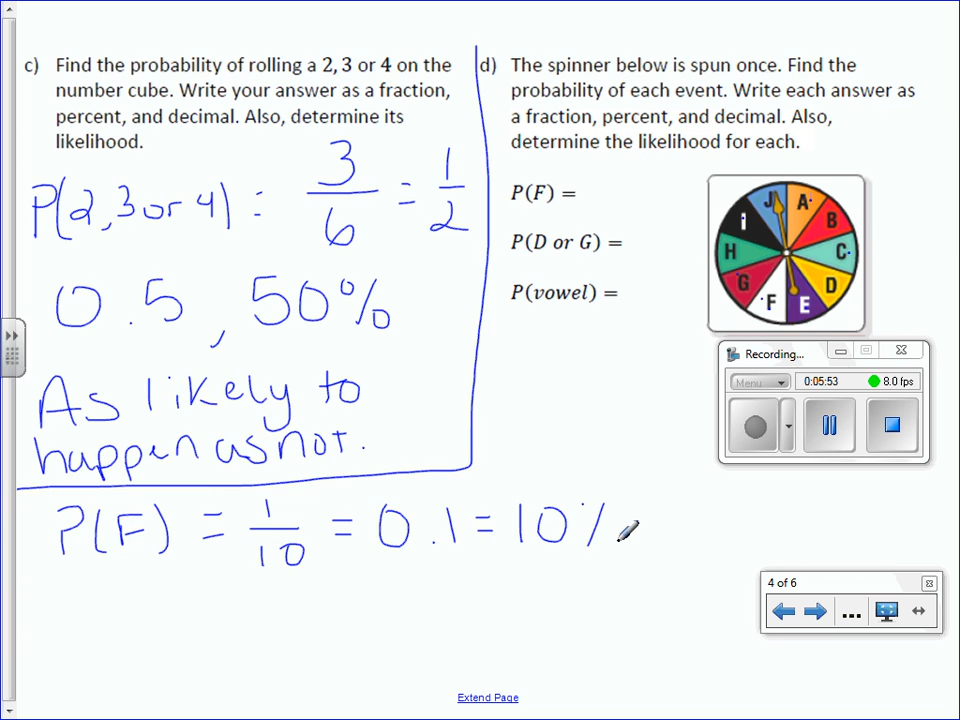 c) Find the probability of rolling a 2, 3 or 4 on the
number cube. Write your answer as a fraction,
percent, and decimal. Also, determine its
likelihood.
P(2, 3 or 4) = 3/6 = 1/2
0.5, 50%
As likely to
happen as not.
d) The spinner below is spun once. Find the
probability of each event. Write each answer as
a fraction, percent, and decimal. Also,
determine the likelihood for each.
P(F) =
P(D or G) =
P(vowel) =
J A
I B
H C
G D
F E
Recording...
Menu 0:05:53 8.0 fps
P(F) = 1/10 = 0.1 = 10%
4 of 6
...
Extend Page